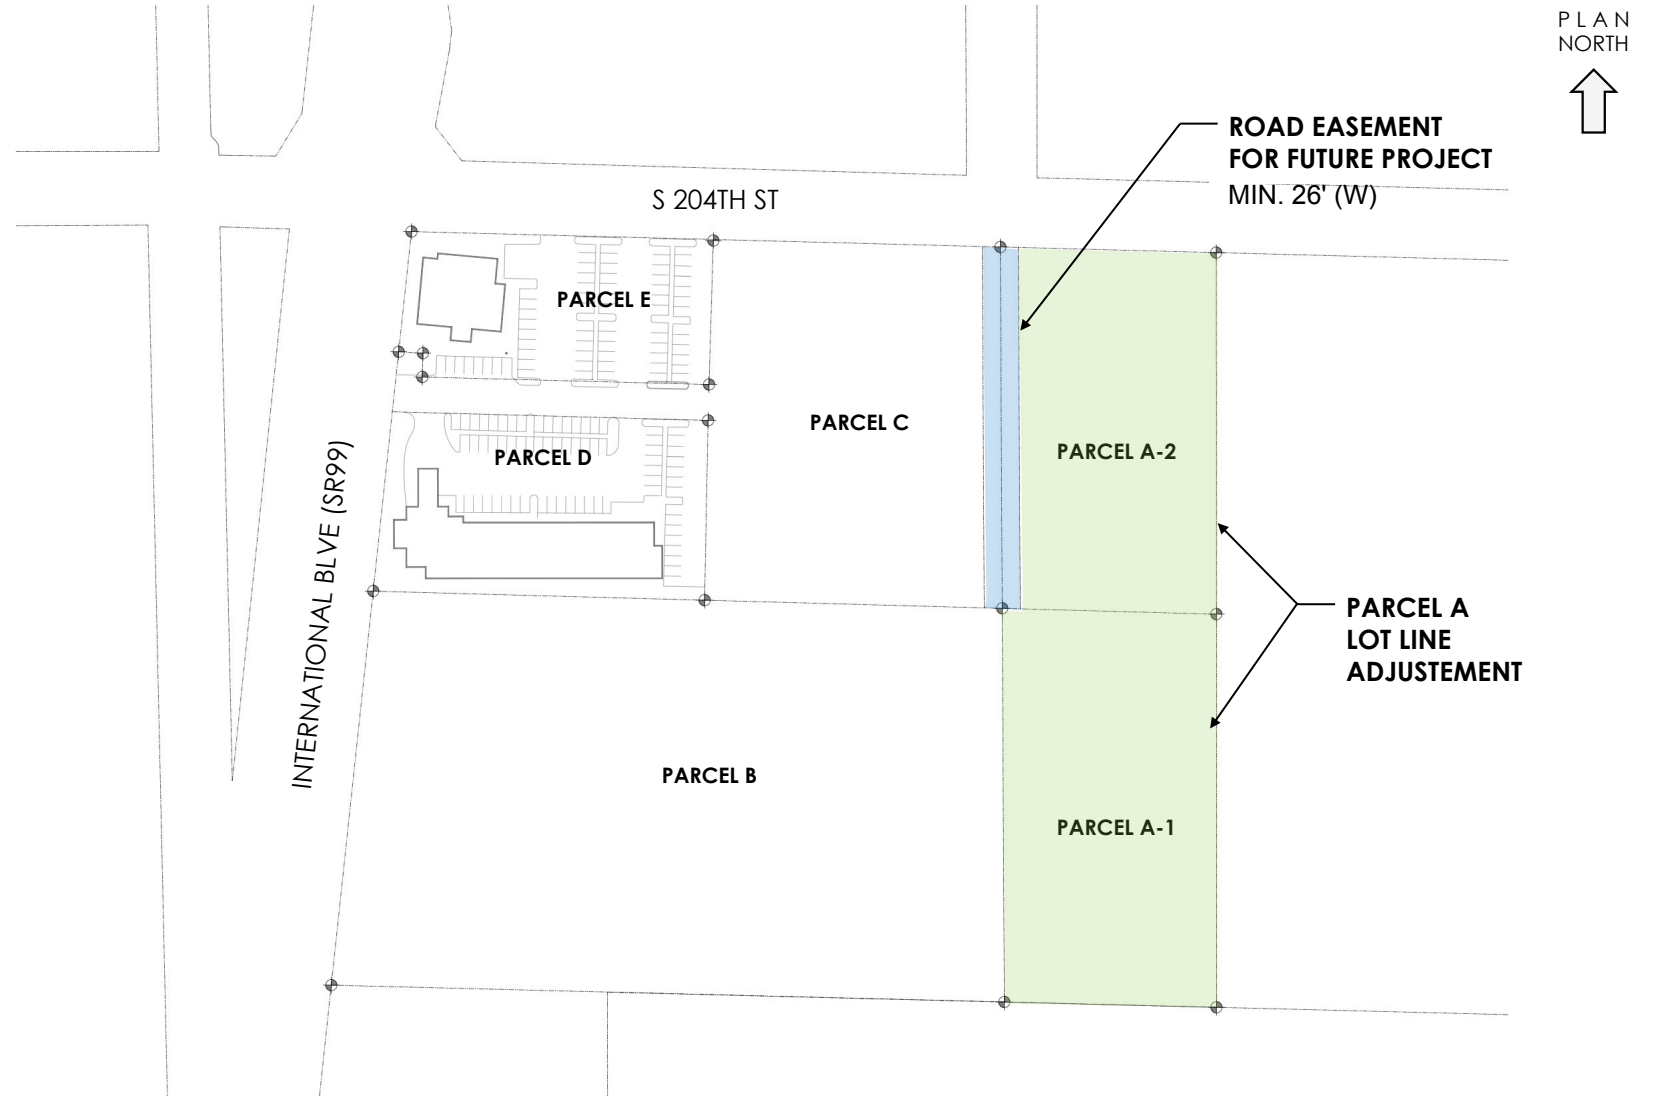 P L A N
NORTH
ROAD EASEMENT
FOR FUTURE PROJECT
MIN. 26' (W)
S 204TH ST
PARCEL E
PARCEL C
PARCEL A-2
PARCEL D
INTERNATIONAL BLVE (SR99)
PARCEL A
LOT LINE
ADJUSTEMENT
PARCEL B
PARCEL A-1